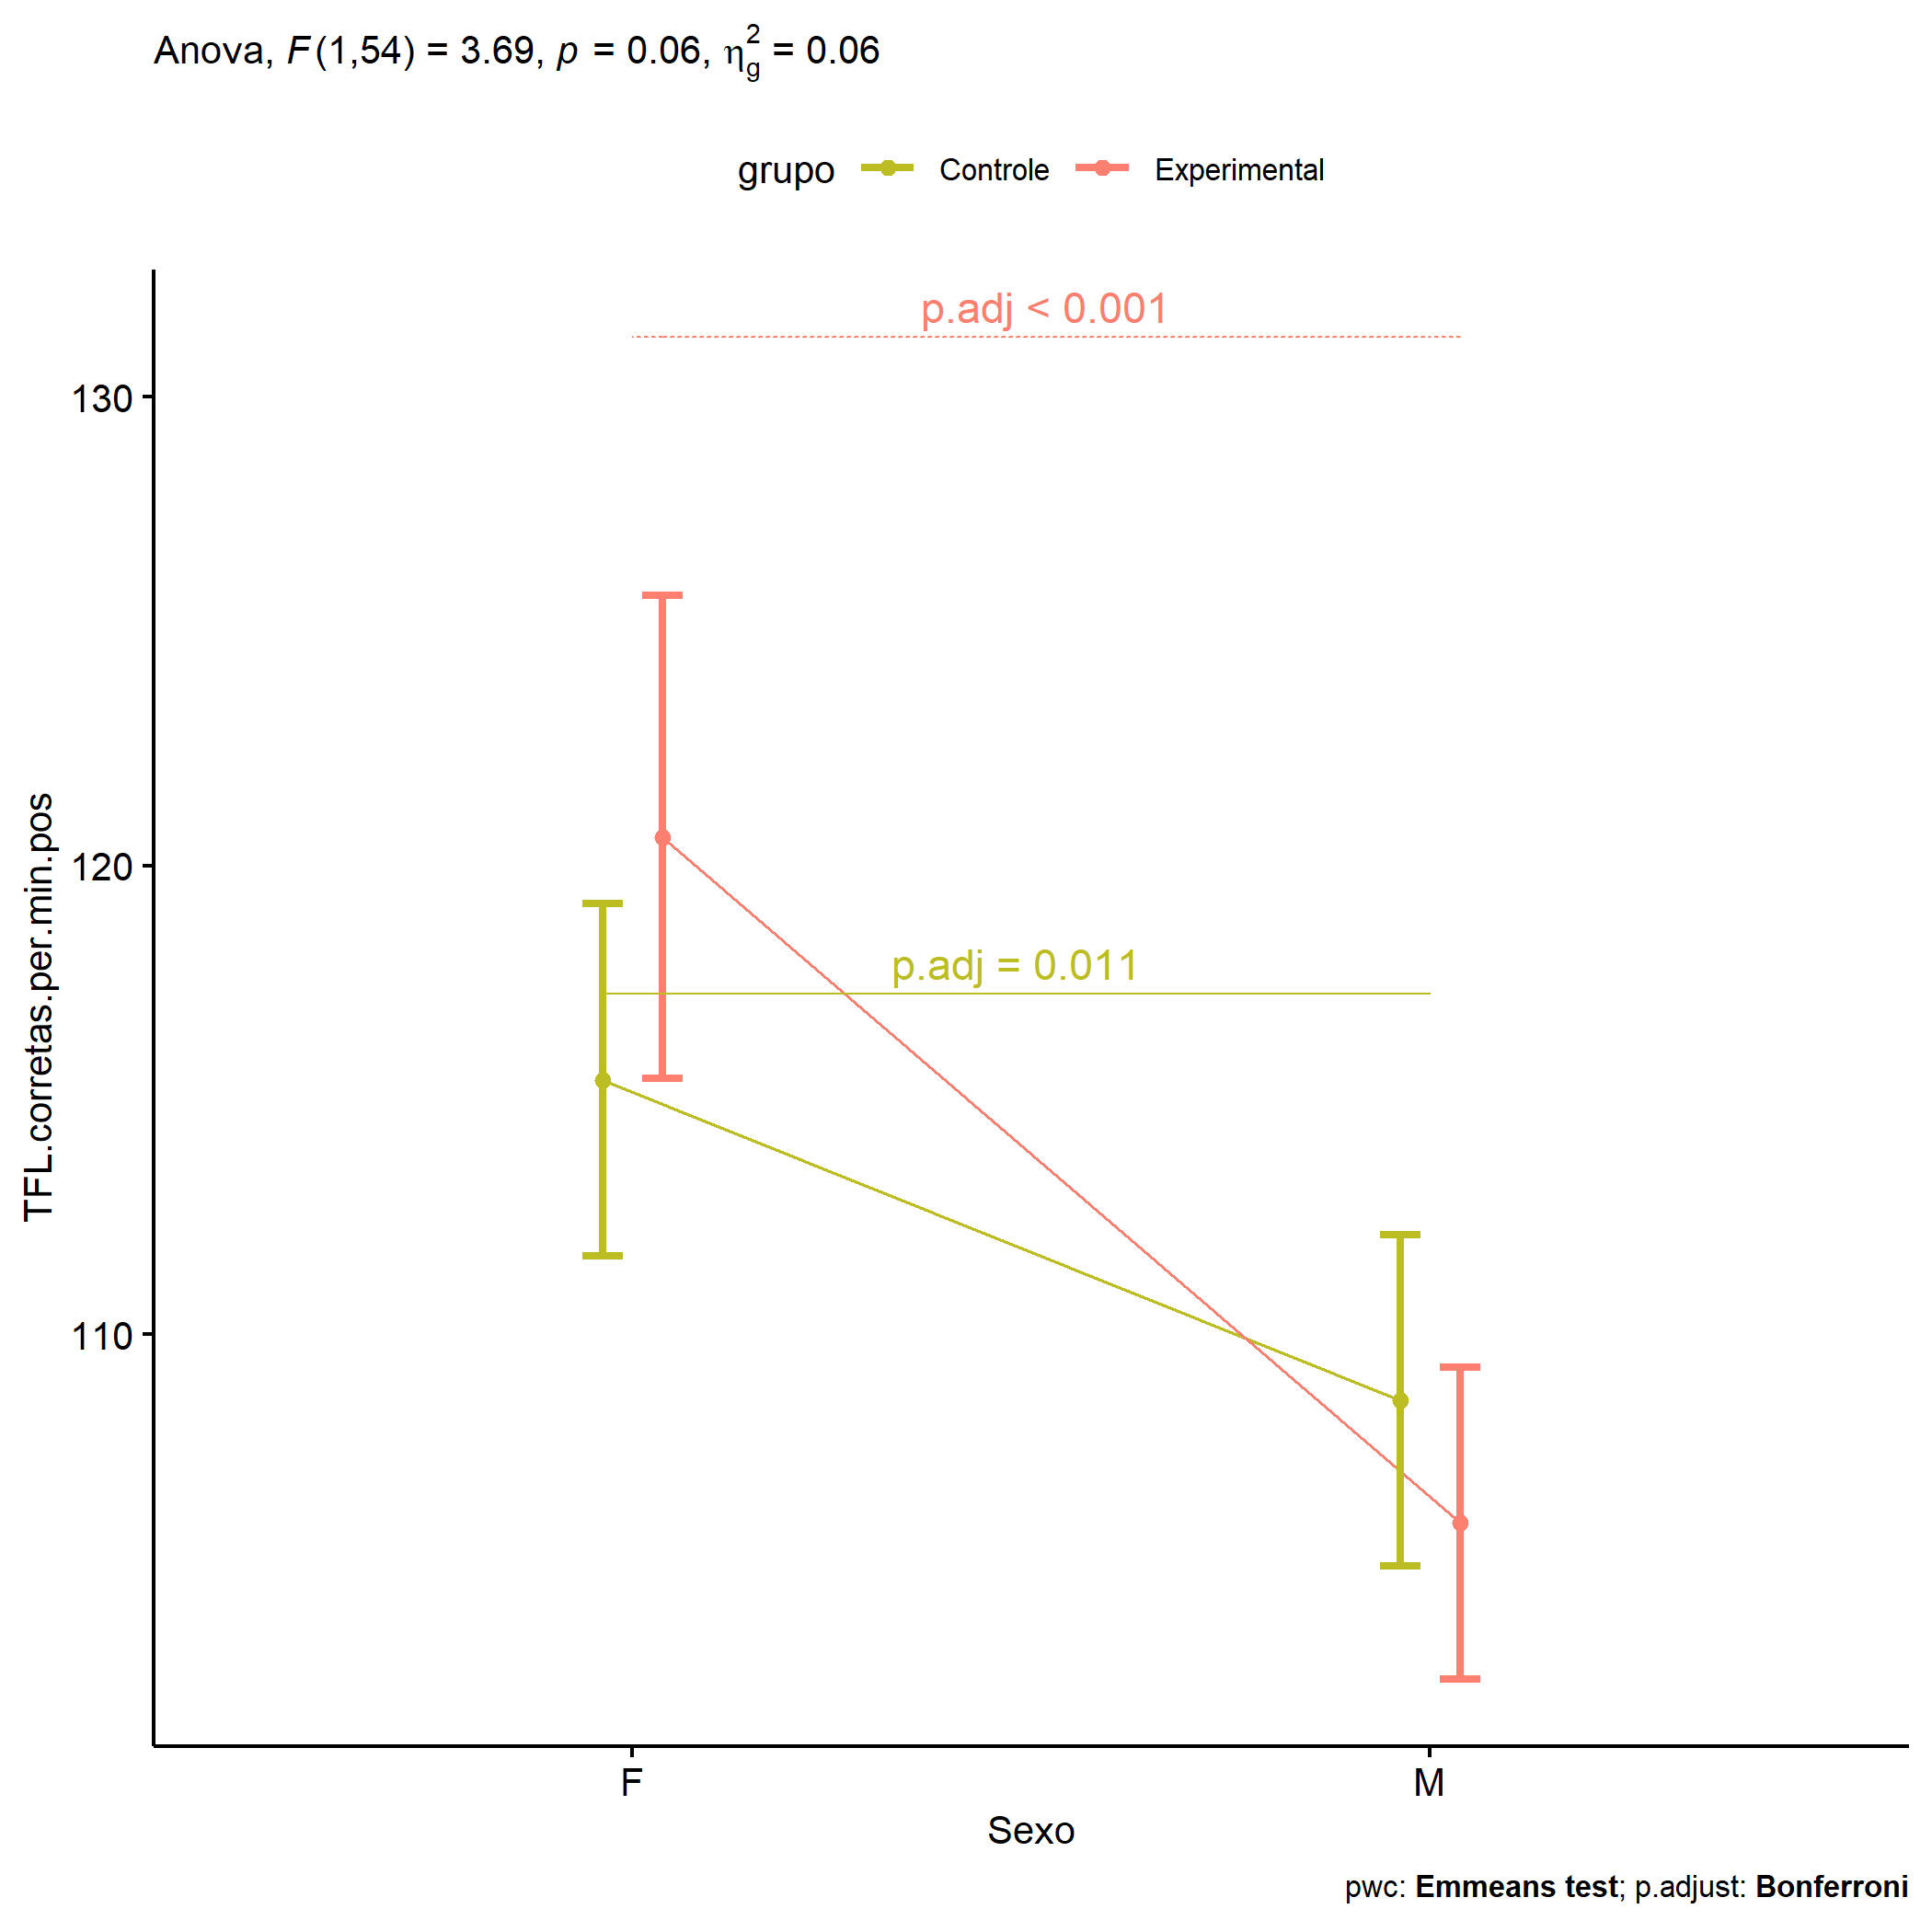 Anova, F(1,54) = 3.69, p = 0.06, η²g = 0.06
grupo Controle Experimental
p.adj < 0.001
130
120
p.adj = 0.011
110
TFL.corretas.per.min.pos
F M
Sexo
pwc: Emmeans test; p.adjust: Bonferroni